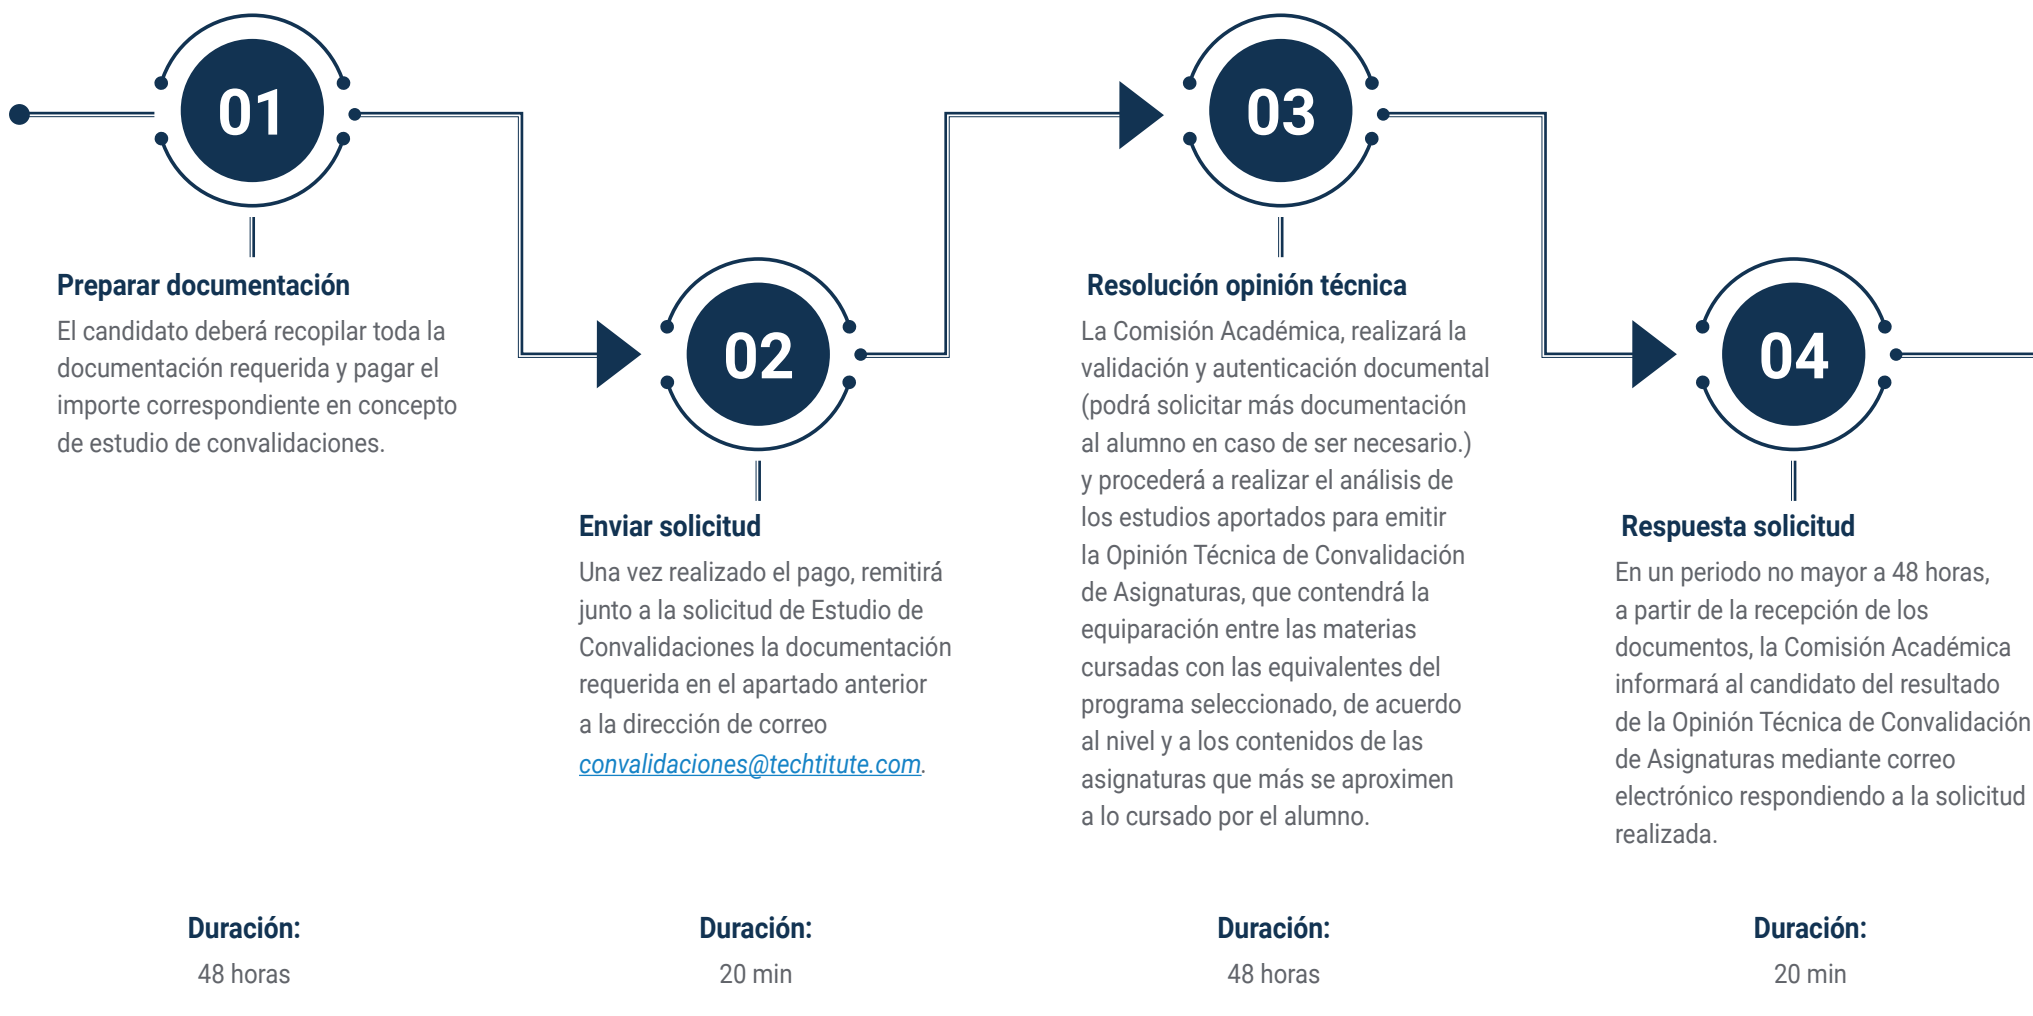 01
Preparar documentación
El candidato deberá recopilar toda la
documentación requerida y pagar el
importe correspondiente en concepto
de estudio de convalidaciones.
Duración:
48 horas
02
Enviar solicitud
Una vez realizado el pago, remitirá
junto a la solicitud de Estudio de
Convalidaciones la documentación
requerida en el apartado anterior
a la dirección de correo
convalidaciones@techtitute.com.
Duración:
20 min
03
Resolución opinión técnica
La Comisión Académica, realizará la
validación y autenticación documental
(podrá solicitar más documentación
al alumno en caso de ser necesario.)
y procederá a realizar el análisis de
los estudios aportados para emitir
la Opinión Técnica de Convalidación
de Asignaturas, que contendrá la
equiparación entre las materias
cursadas con las equivalentes del
programa seleccionado, de acuerdo
al nivel y a los contenidos de las
asignaturas que más se aproximen
a lo cursado por el alumno.
Duración:
48 horas
04
Respuesta solicitud
En un periodo no mayor a 48 horas,
a partir de la recepción de los
documentos, la Comisión Académica
informará al candidato del resultado
de la Opinión Técnica de Convalidación
de Asignaturas mediante correo
electrónico respondiendo a la solicitud
realizada.
Duración:
20 min